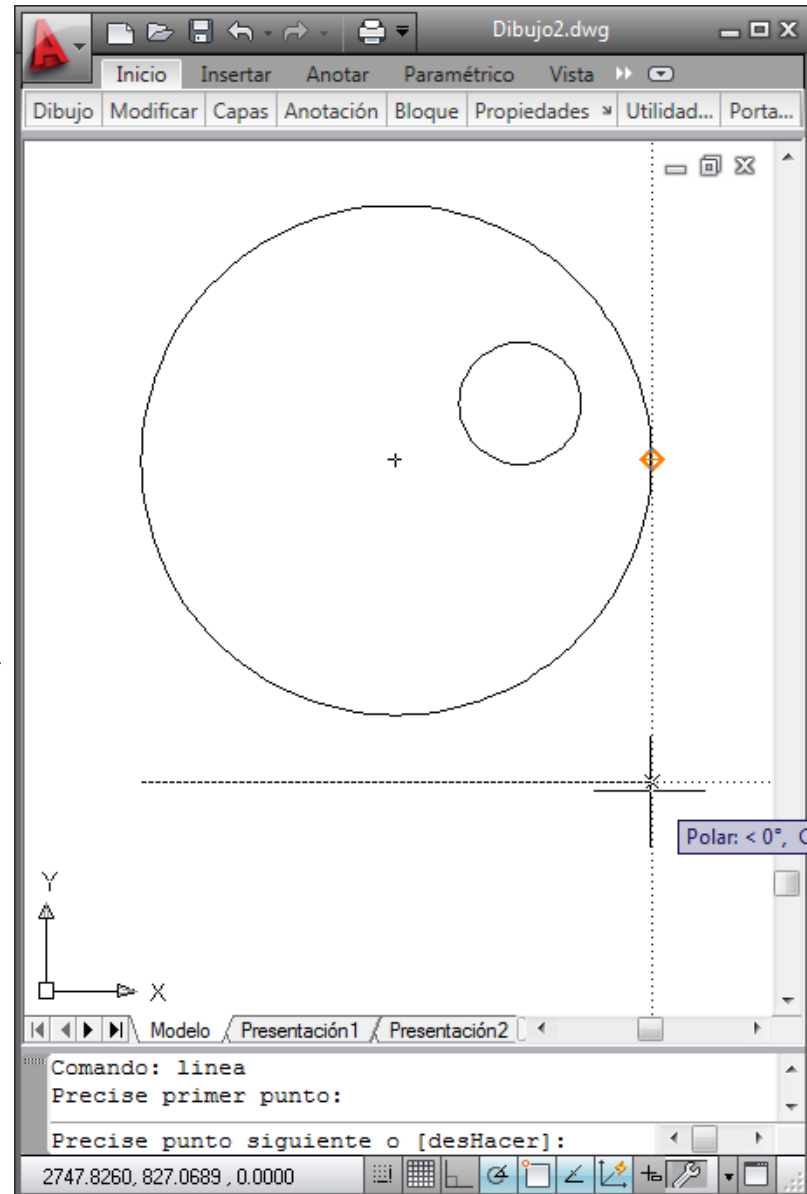 Dibujo2.dwg
Inicio Insertar Anotar Paramétrico Vista
Dibujo Modificar Capas Anotación Bloque Propiedades Utilidad... Porta...
Polar: < 0°,
Y
X
Modelo Presentación1 Presentación2
Comando: linea
Precise primer punto:
Precise punto siguiente o [desHacer]:
2747.8260, 827.0689 , 0.0000